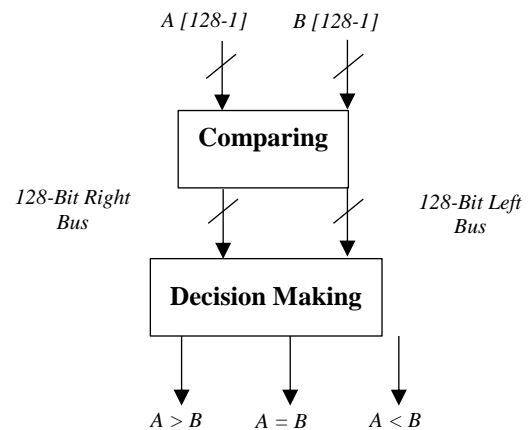 A [128-1] B [128-1]
Comparing
128-Bit Right
Bus
128-Bit Left
Bus
Decision Making
A > B A = B A < B